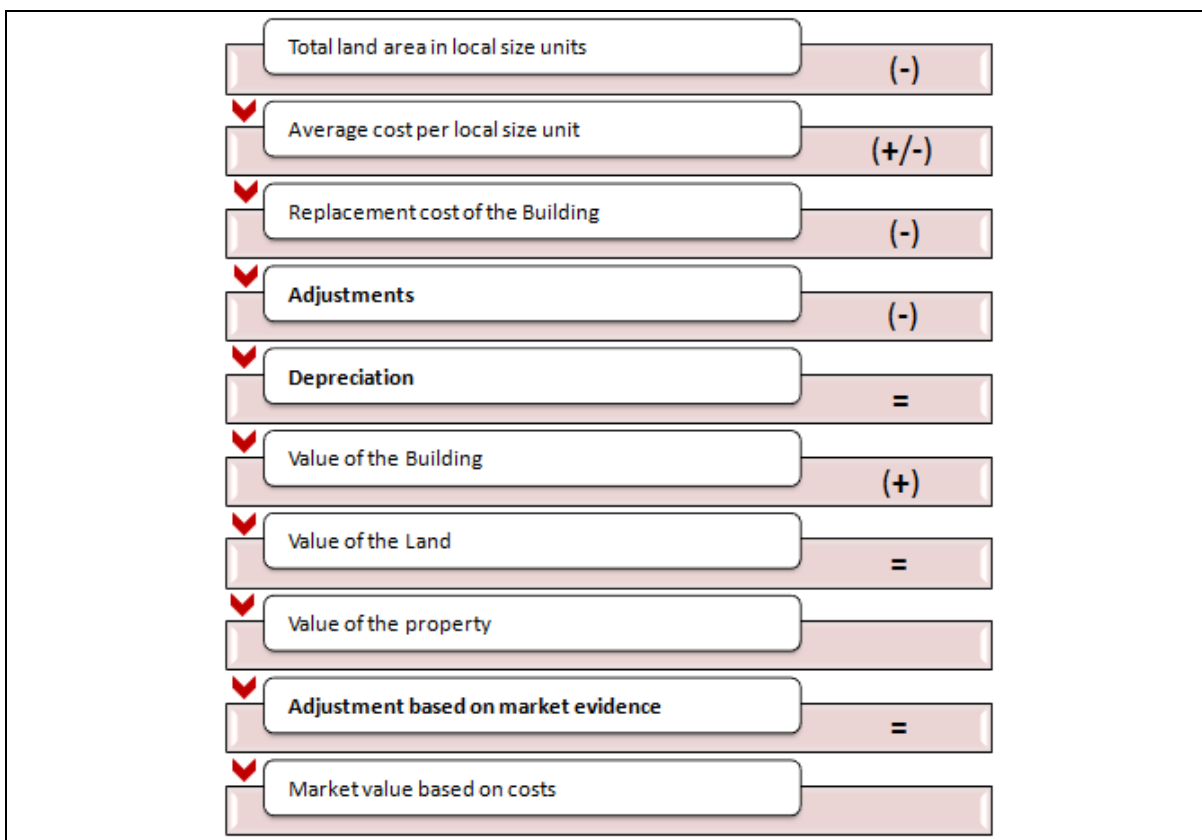 Total land area in local size units
(-)
Average cost per local size unit
(+/-)
Replacement cost of the Building
(-)
Adjustments
(-)
Depreciation
=
Value of the Building
(+)
Value of the Land
=
Value of the property
Adjustment based on market evidence
=
Market value based on costs